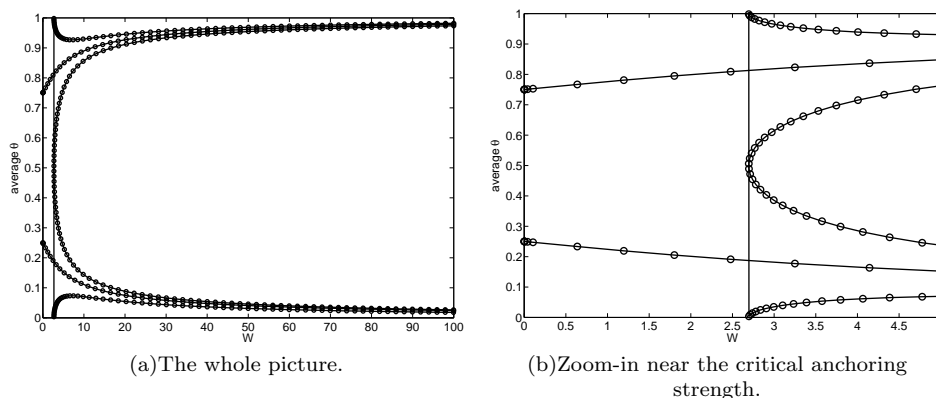 1
0.9
0.8
0.7
0.6
0.5
0.4
0.3
0.2
0.1
0
average θ
0 10 20 30 40 50 60 70 80 90 100
W
(a)The whole picture.
1
0.9
0.8
0.7
0.6
0.5
0.4
0.3
0.2
0.1
0
average θ
0 0.5 1 1.5 2 2.5 3 3.5 4 4.5
W
(b)Zoom-in near the critical anchoring
strength.